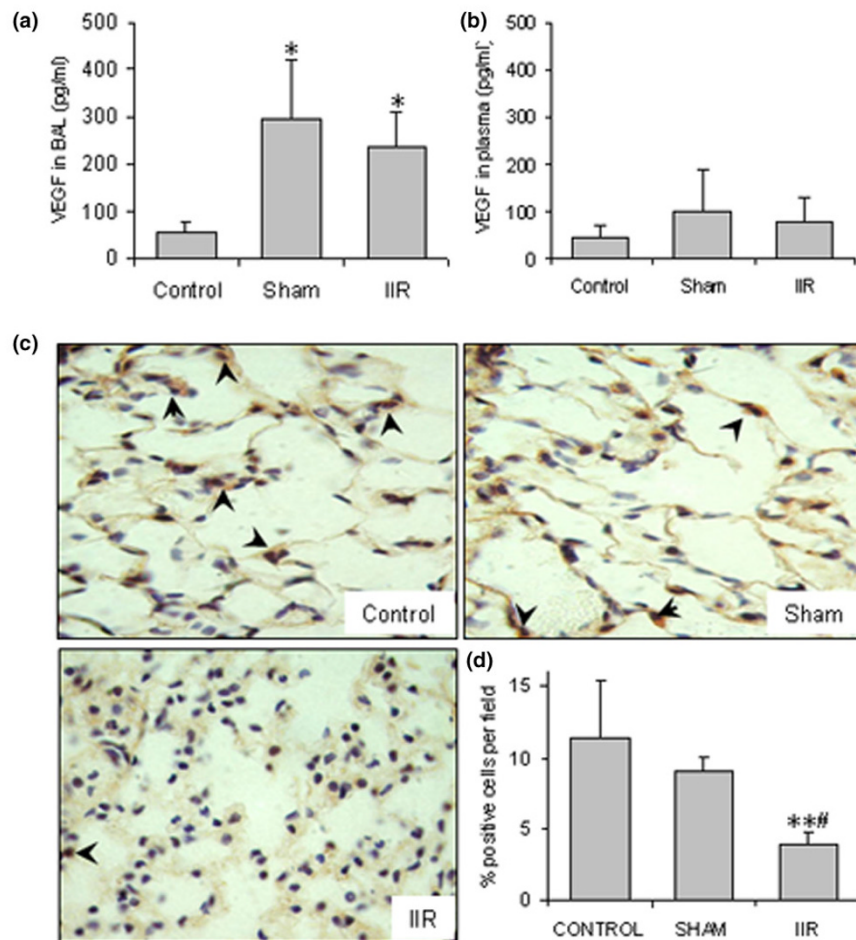 (a)
500
400
300
200
100
0
VEGF in BAL (pg/ml)
*
*
Control Sham IIR
(b)
500
400
300
200
100
0
VEGF in plasma (pg/ml)
Control Sham IIR
(c)
Control
Sham
IIR
(d)
15
10
5
0
% positive cells per field
**#
CONTROL SHAM IIR